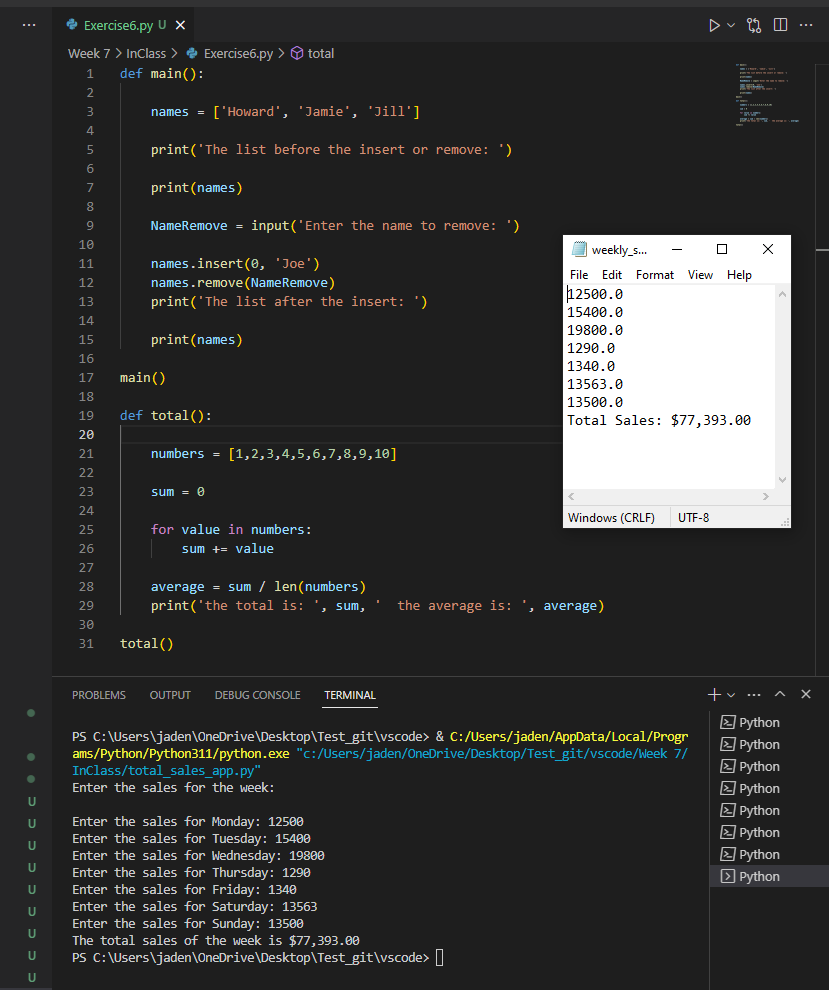 Exercise6.py U
Week 7 > InClass > Exercise6.py > total
1 def main():
2
3 names = ['Howard', 'Jamie', 'Jill']
4
5 print('The list before the insert or remove: ')
6
7 print(names)
8
9 NameRemove = input('Enter the name to remove: ')
10
11 names.insert(0, 'Joe')
12 names.remove(NameRemove)
13 print('The list after the insert: ')
14
15 print(names)
16
17 main()
18
19 def total():
20
21 numbers = [1,2,3,4,5,6,7,8,9,10]
22
23 sum = 0
24
25 for value in numbers:
26 sum += value
27
28 average = sum / len(numbers)
29 print('the total is: ', sum, '  the average is: ', average)
30
31 total()
weekly_s...
File Edit Format View Help
12500.0
15400.0
19800.0
1290.0
1340.0
13563.0
13500.0
Total Sales: $77,393.00
Windows (CRLF) UTF-8
PROBLEMS OUTPUT DEBUG CONSOLE TERMINAL
PS C:\Users\jaden\OneDrive\Desktop\Test_git\vscode> & C:/Users/jaden/AppData/Local/Progr
ams/Python/Python311/python.exe "c:/Users/jaden/OneDrive/Desktop/Test_git/vscode/Week 7/
InClass/total_sales_app.py"
Enter the sales for the week:
Enter the sales for Monday: 12500
Enter the sales for Tuesday: 15400
Enter the sales for Wednesday: 19800
Enter the sales for Thursday: 1290
Enter the sales for Friday: 1340
Enter the sales for Saturday: 13563
Enter the sales for Sunday: 13500
The total sales of the week is $77,393.00
PS C:\Users\jaden\OneDrive\Desktop\Test_git\vscode>
Python
Python
Python
Python
Python
Python
Python
Python
U
U
U
U
U
U
U
U
U